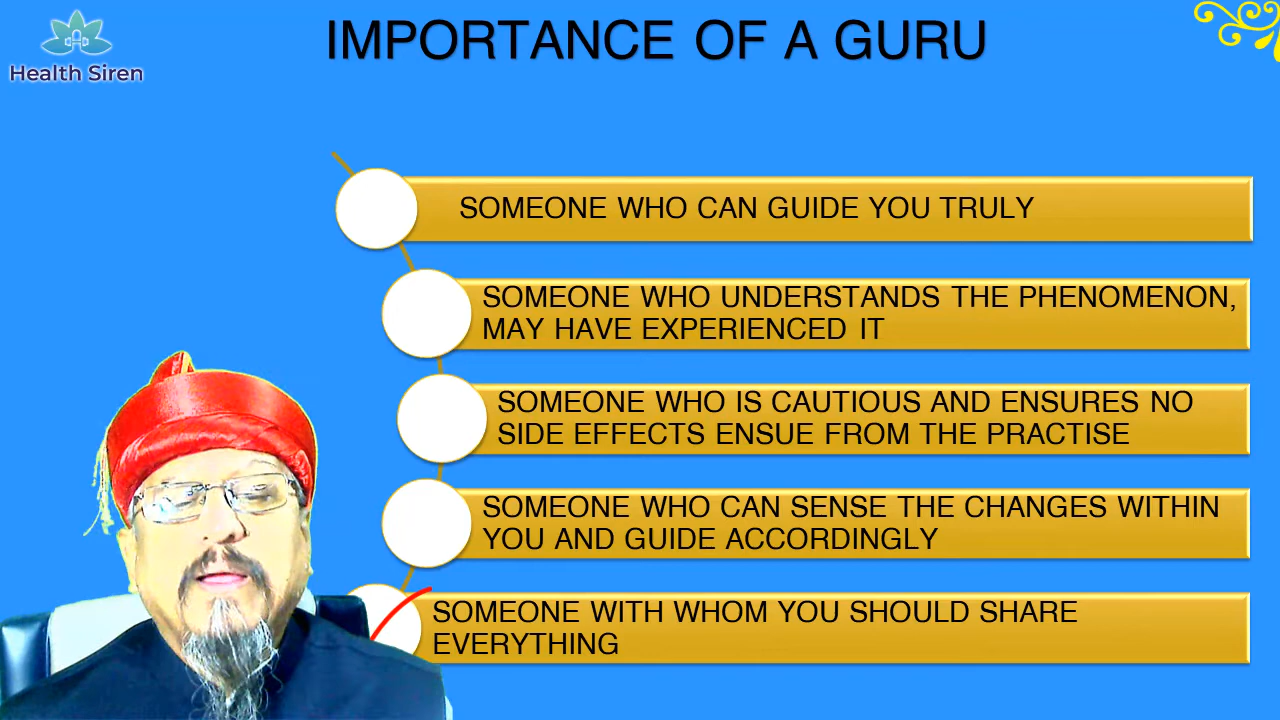 Health Siren
IMPORTANCE OF A GURU
SOMEONE WHO CAN GUIDE YOU TRULY
SOMEONE WHO UNDERSTANDS THE PHENOMENON,
MAY HAVE EXPERIENCED IT
SOMEONE WHO IS CAUTIOUS AND ENSURES NO
SIDE EFFECTS ENSUE FROM THE PRACTISE
SOMEONE WHO CAN SENSE THE CHANGES WITHIN
YOU AND GUIDE ACCORDINGLY
SOMEONE WITH WHOM YOU SHOULD SHARE
EVERYTHING